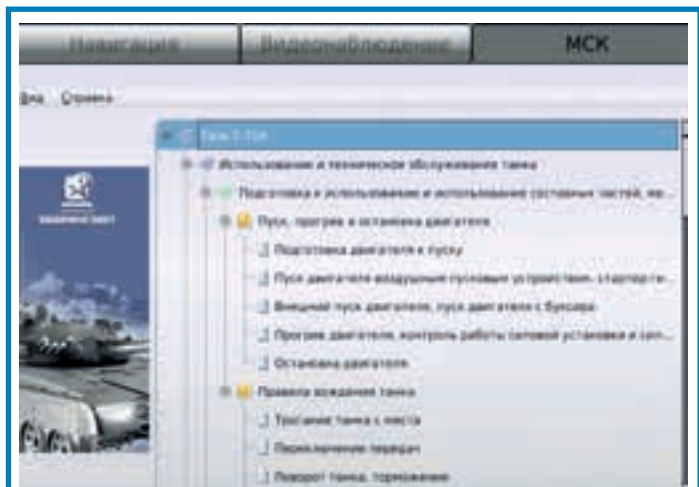 Навигация
Видеонаблюдение
МСК
Вид Справка
Танк
Использование и техническое обслуживание танка
Подготовка к использованию и использование составных частей, ме...
Пуск, прогрев и остановка двигателя
Подготовка двигателя к пуску
Пуск двигателя воздушным пусковым устройством, стартер-ге...
Внешний пуск двигателя, пуск двигателя с буксира
Прогрев двигателя, контроль работы силовой установки и
Остановка двигателя
Правила вождения танка
Трогание танка с места
Переключение передач
Поворот танка, торможение